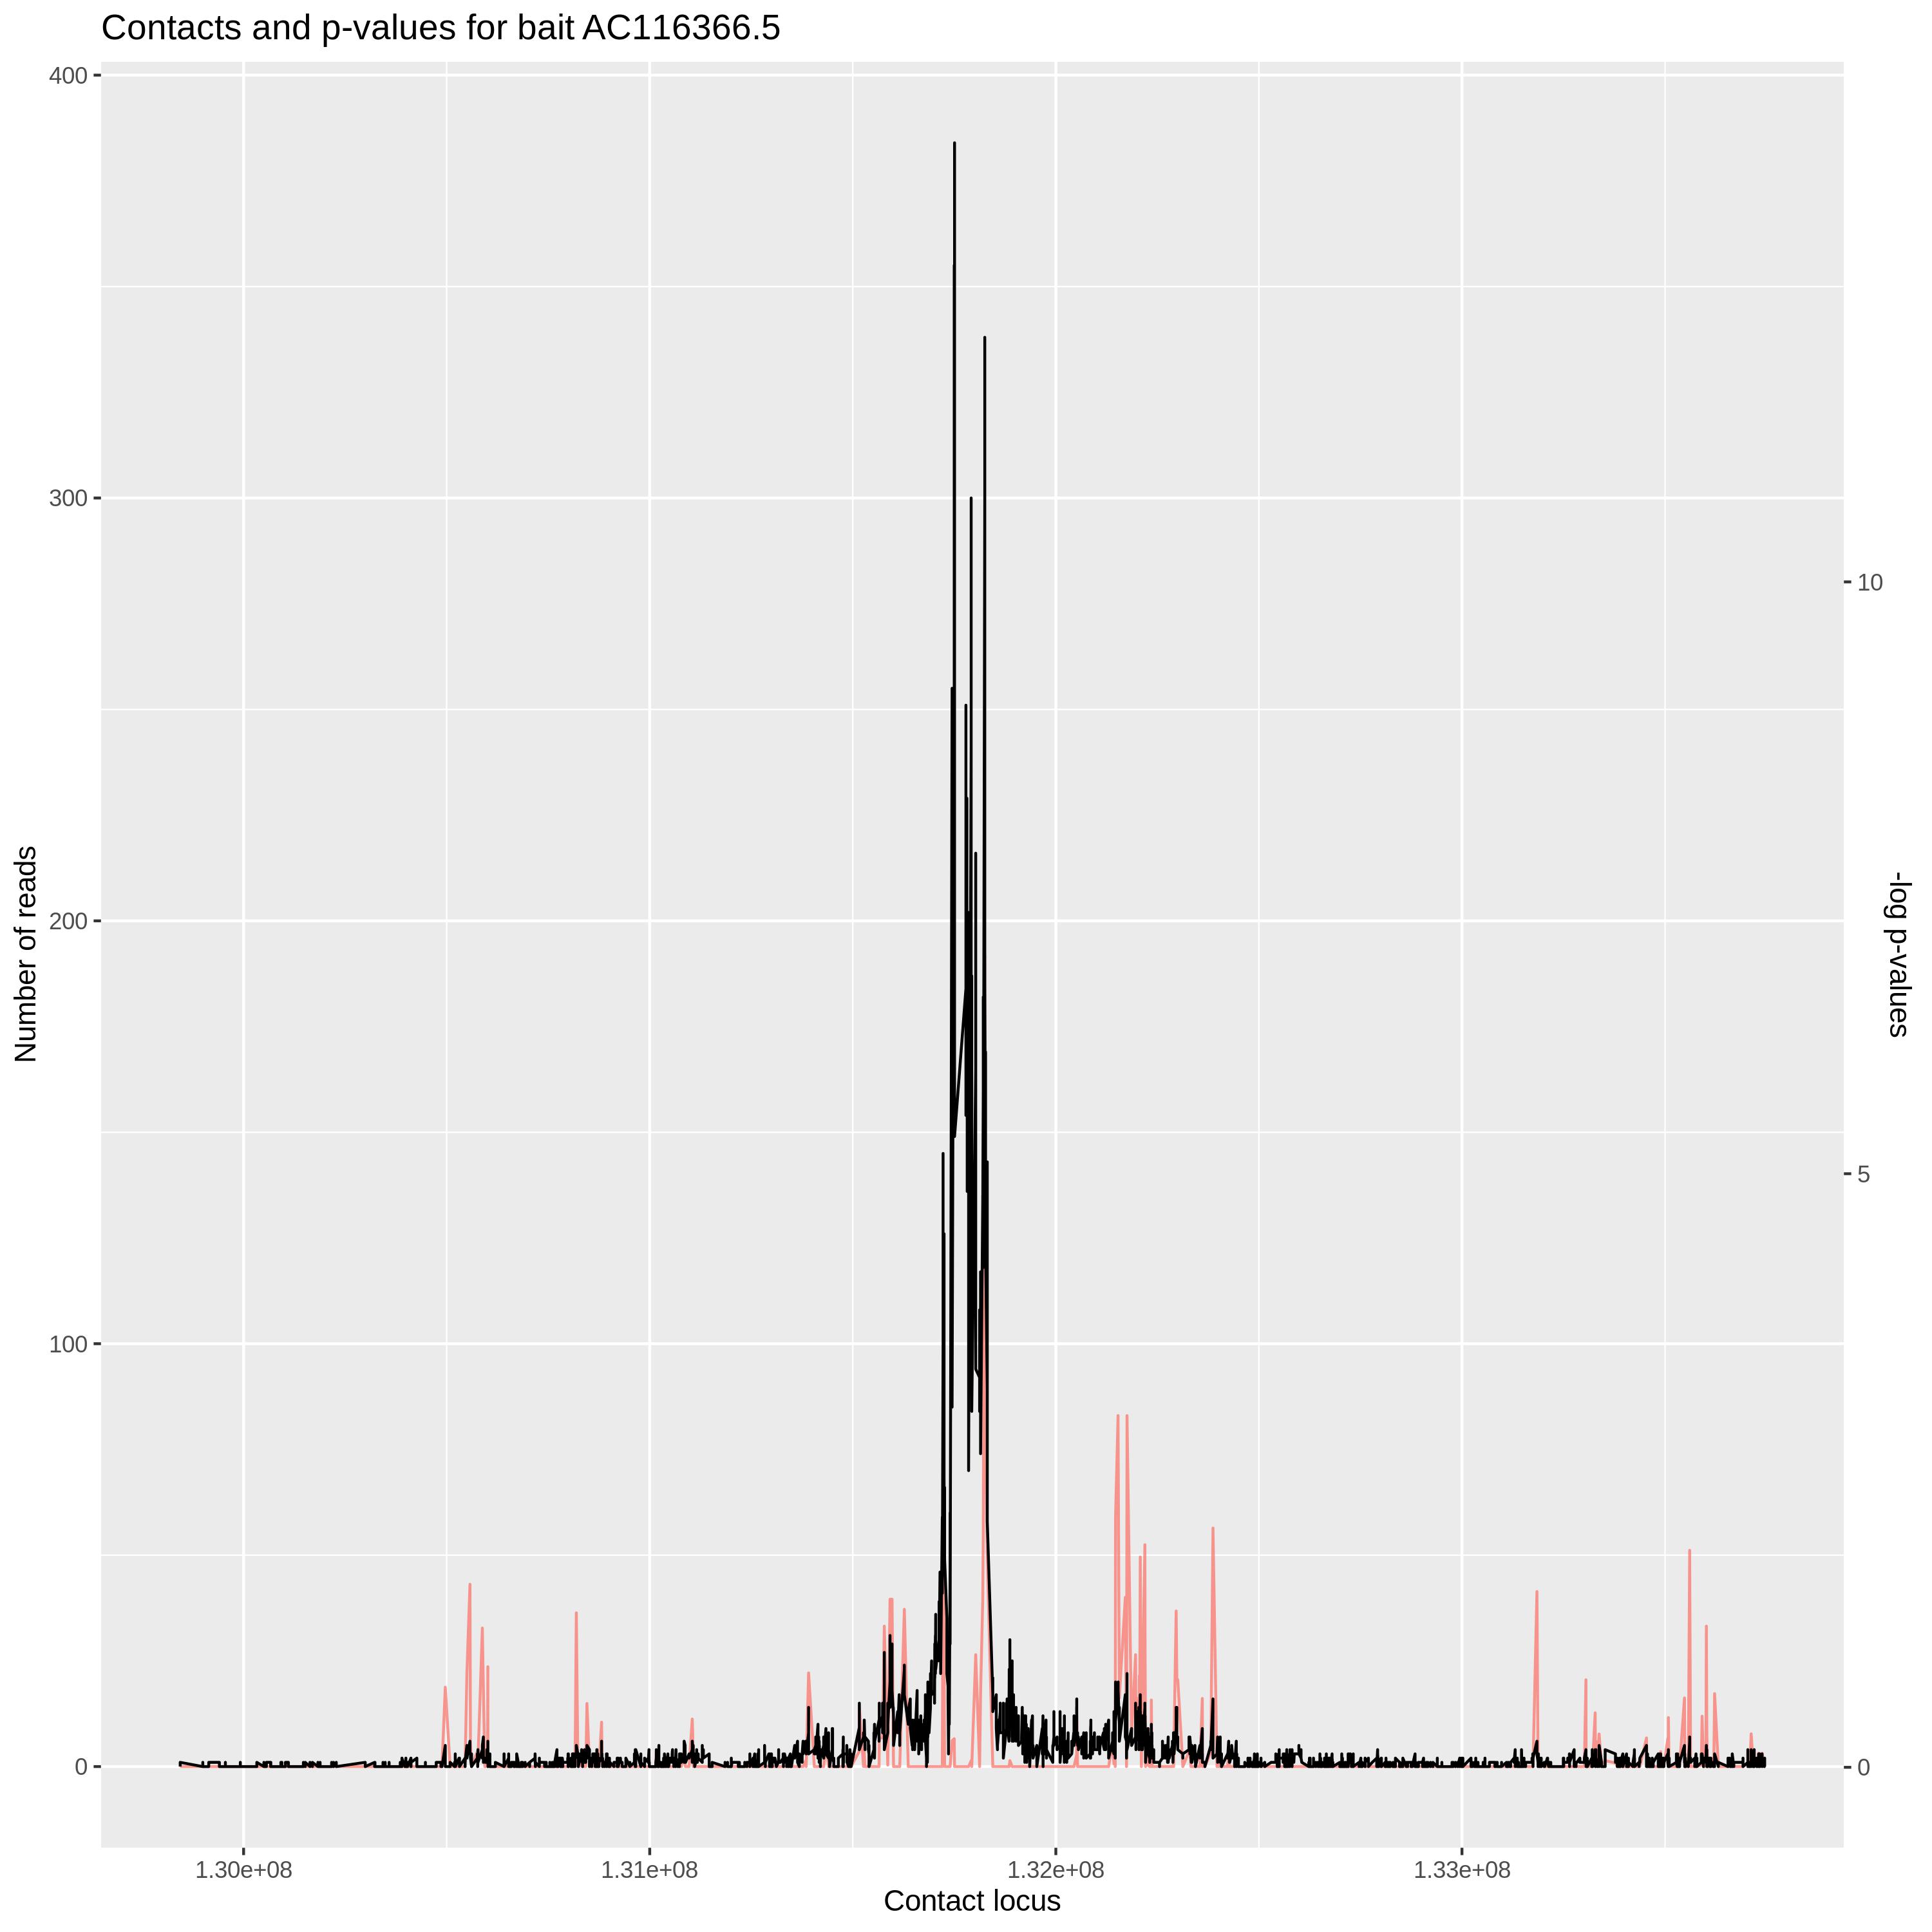 Contacts and p-values for bait AC116366.5
400
300
200
100
0
Number of reads
10
5
0
-log p-values
1.30e+08 1.31e+08 1.32e+08 1.33e+08
Contact locus